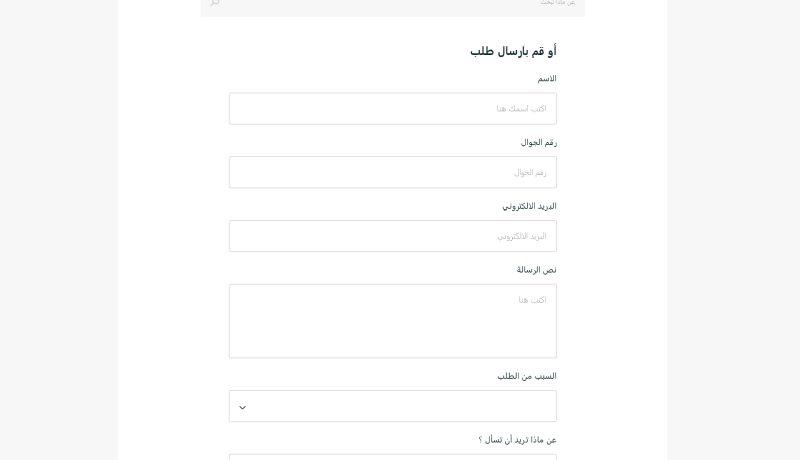 عن ماذا تبحث
أو قم بارسال طلب
الاسم
اكتب اسمك هنا
رقم الجوال
رقم الجوال
البريد الالكتروني
البريد الالكتروني
نص الرسالة
اكتب هنا
السبب من الطلب
عن ماذا تريد أن تسأل ؟